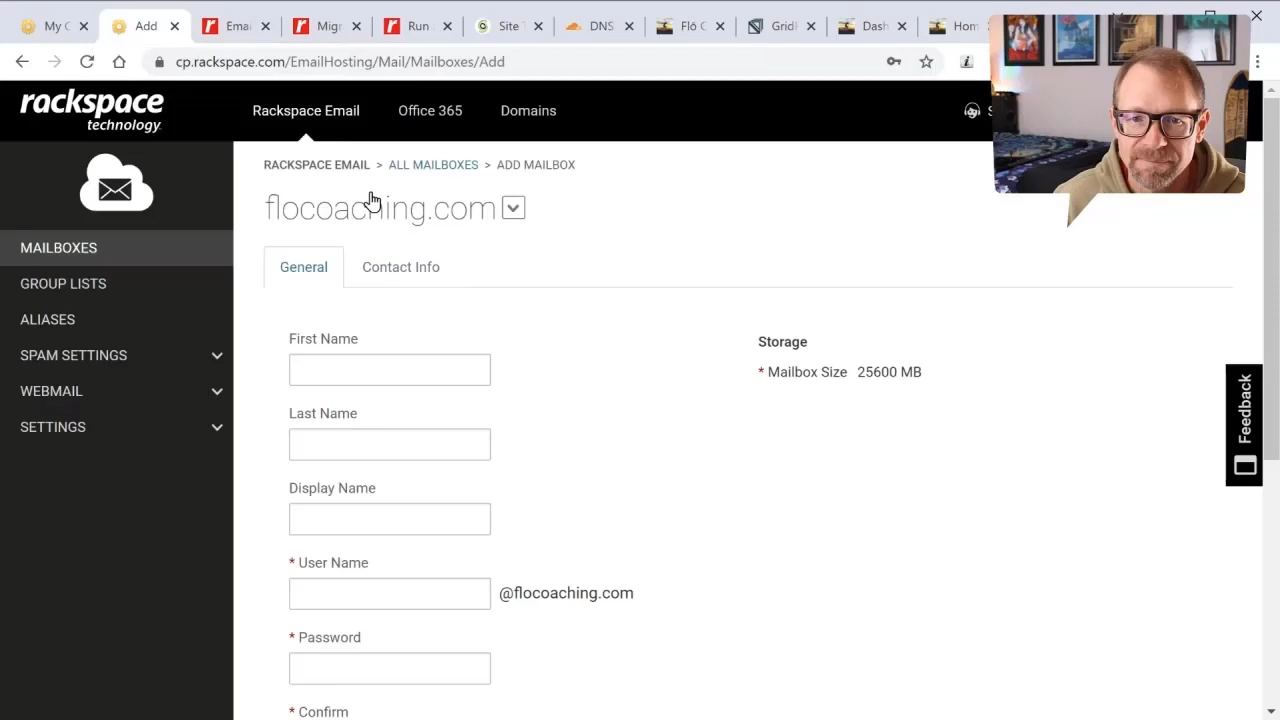 My C
Add
Emai
Migr
Run
Site T
DNS
Fló C
Gridl
Dash
Hom
cp.rackspace.com/EmailHosting/Mail/Mailboxes/Add
rackspace
technology.
Rackspace Email
Office 365
Domains
S
RACKSPACE EMAIL > ALL MAILBOXES > ADD MAILBOX
flocoaching.com
MAILBOXES
GROUP LISTS
ALIASES
SPAM SETTINGS
WEBMAIL
SETTINGS
General
Contact Info
First Name
Storage
* Mailbox Size 25600 MB
Last Name
Display Name
* User Name
@flocoaching.com
* Password
* Confirm
Feedback